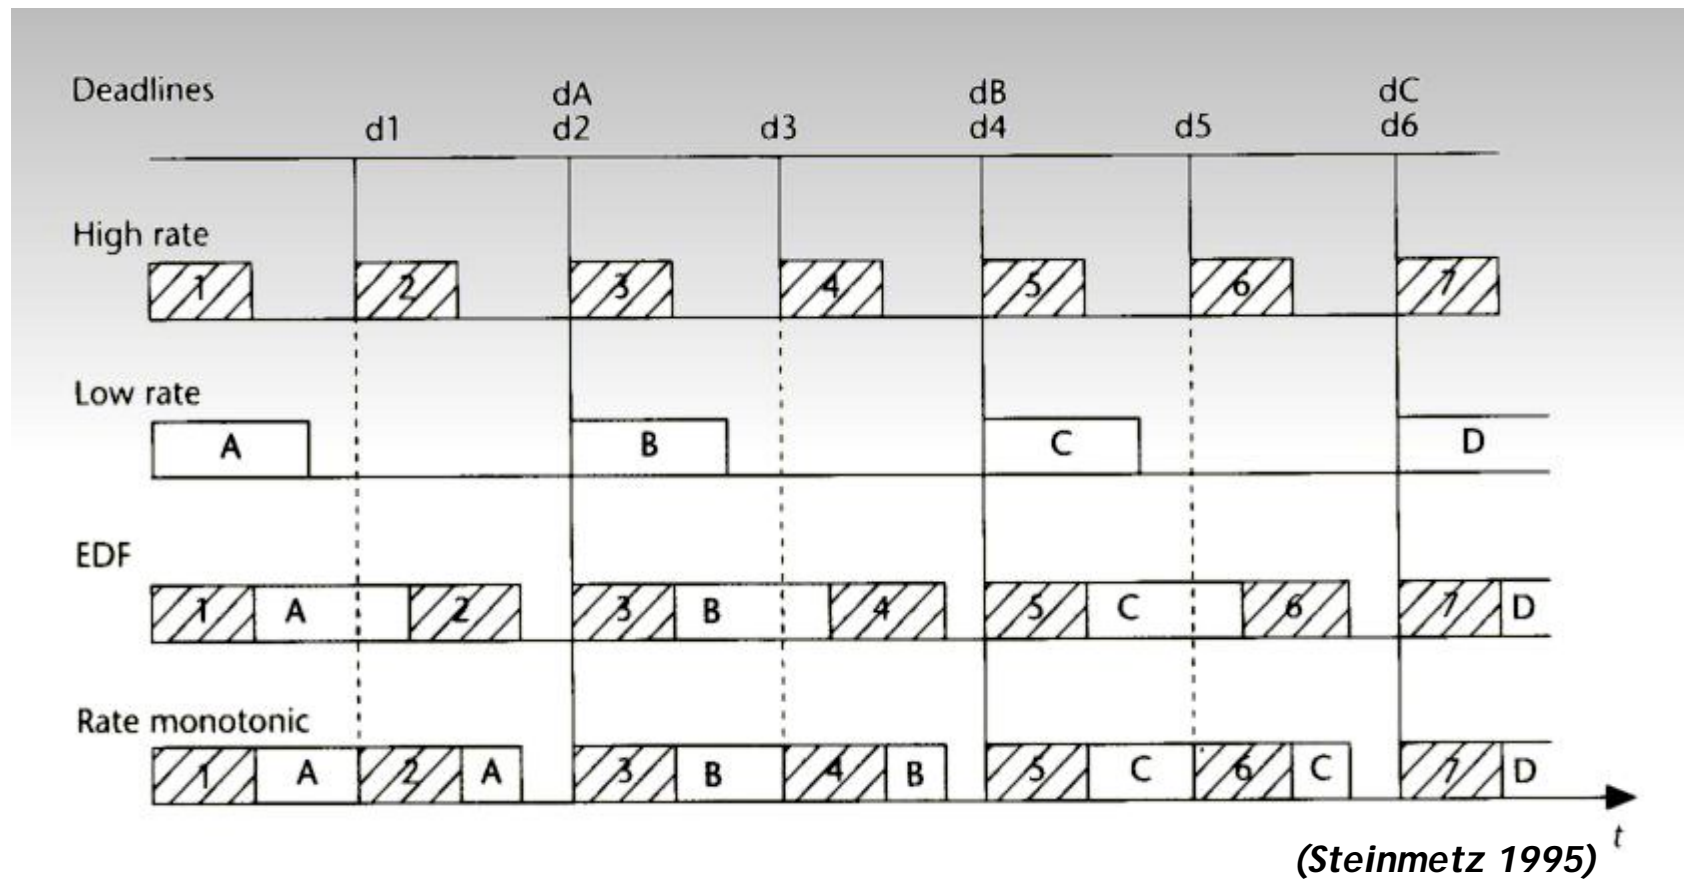 Deadlines
dA dB dC
d1 d2 d3 d4 d5 d6
High rate
1 2 3 4 5 6 7
Low rate
A B C D
EDF
1 A 2 3 B 4 5 C 6 7 D
Rate monotonic
1 A 2 A 3 B 4 B 5 C 6 C 7 D
t
(Steinmetz 1995)